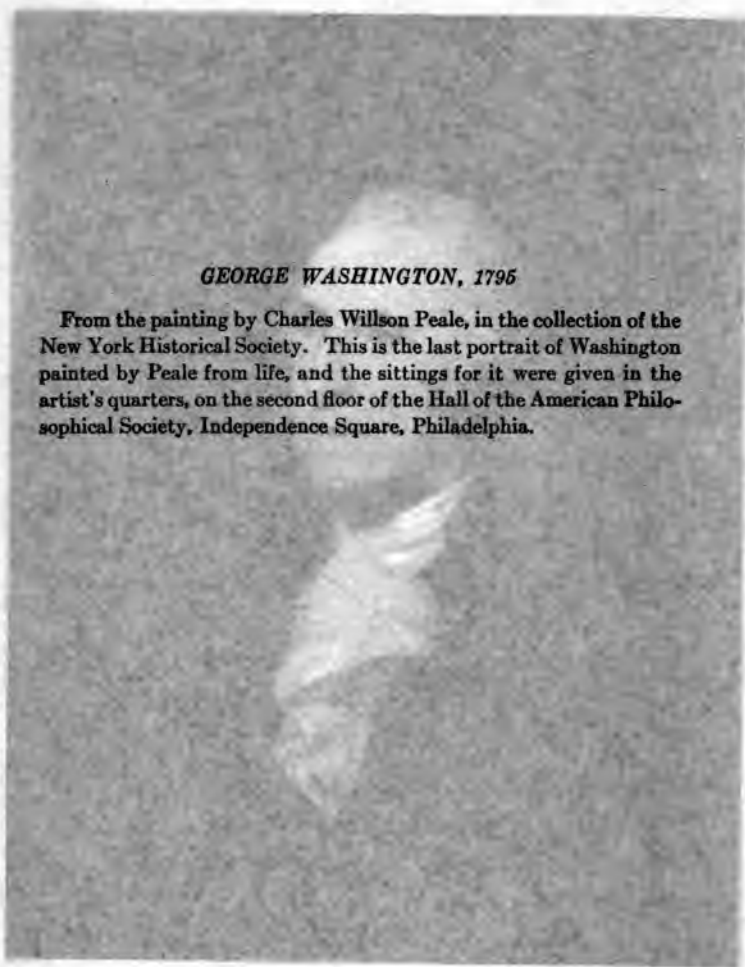 GEORGE WASHINGTON, 1795
From the painting by Charles Willson Peale, in the collection of the
New York Historical Society. This is the last portrait of Washington
painted by Peale from life, and the sittings for it were given in the
artist's quarters, on the second floor of the Hall of the American Philo-
sophical Society, Independence Square, Philadelphia.